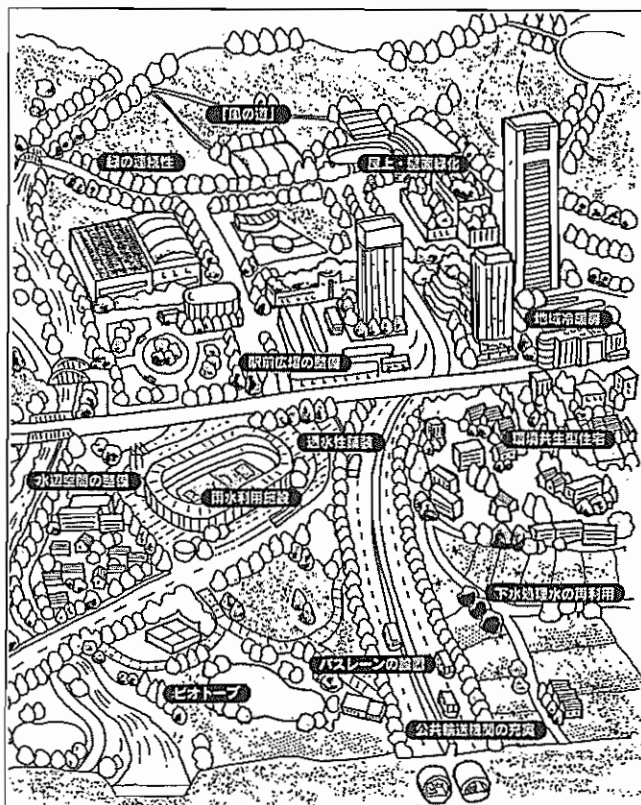 「風の道」
緑の連続性
屋上・壁面緑化
地域冷暖房
駅前広場の整備
透水性舗装
環境共生型住宅
水辺空間の整備
雨水利用施設
下水処理水の再利用
バスレーンの設置
ビオトープ
公共輸送機関の充実